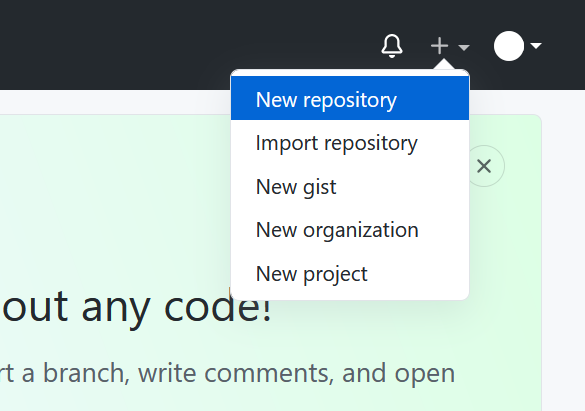 New repository
Import repository
New gist
New organization
New project
out any code!
rt a branch, write comments, and open